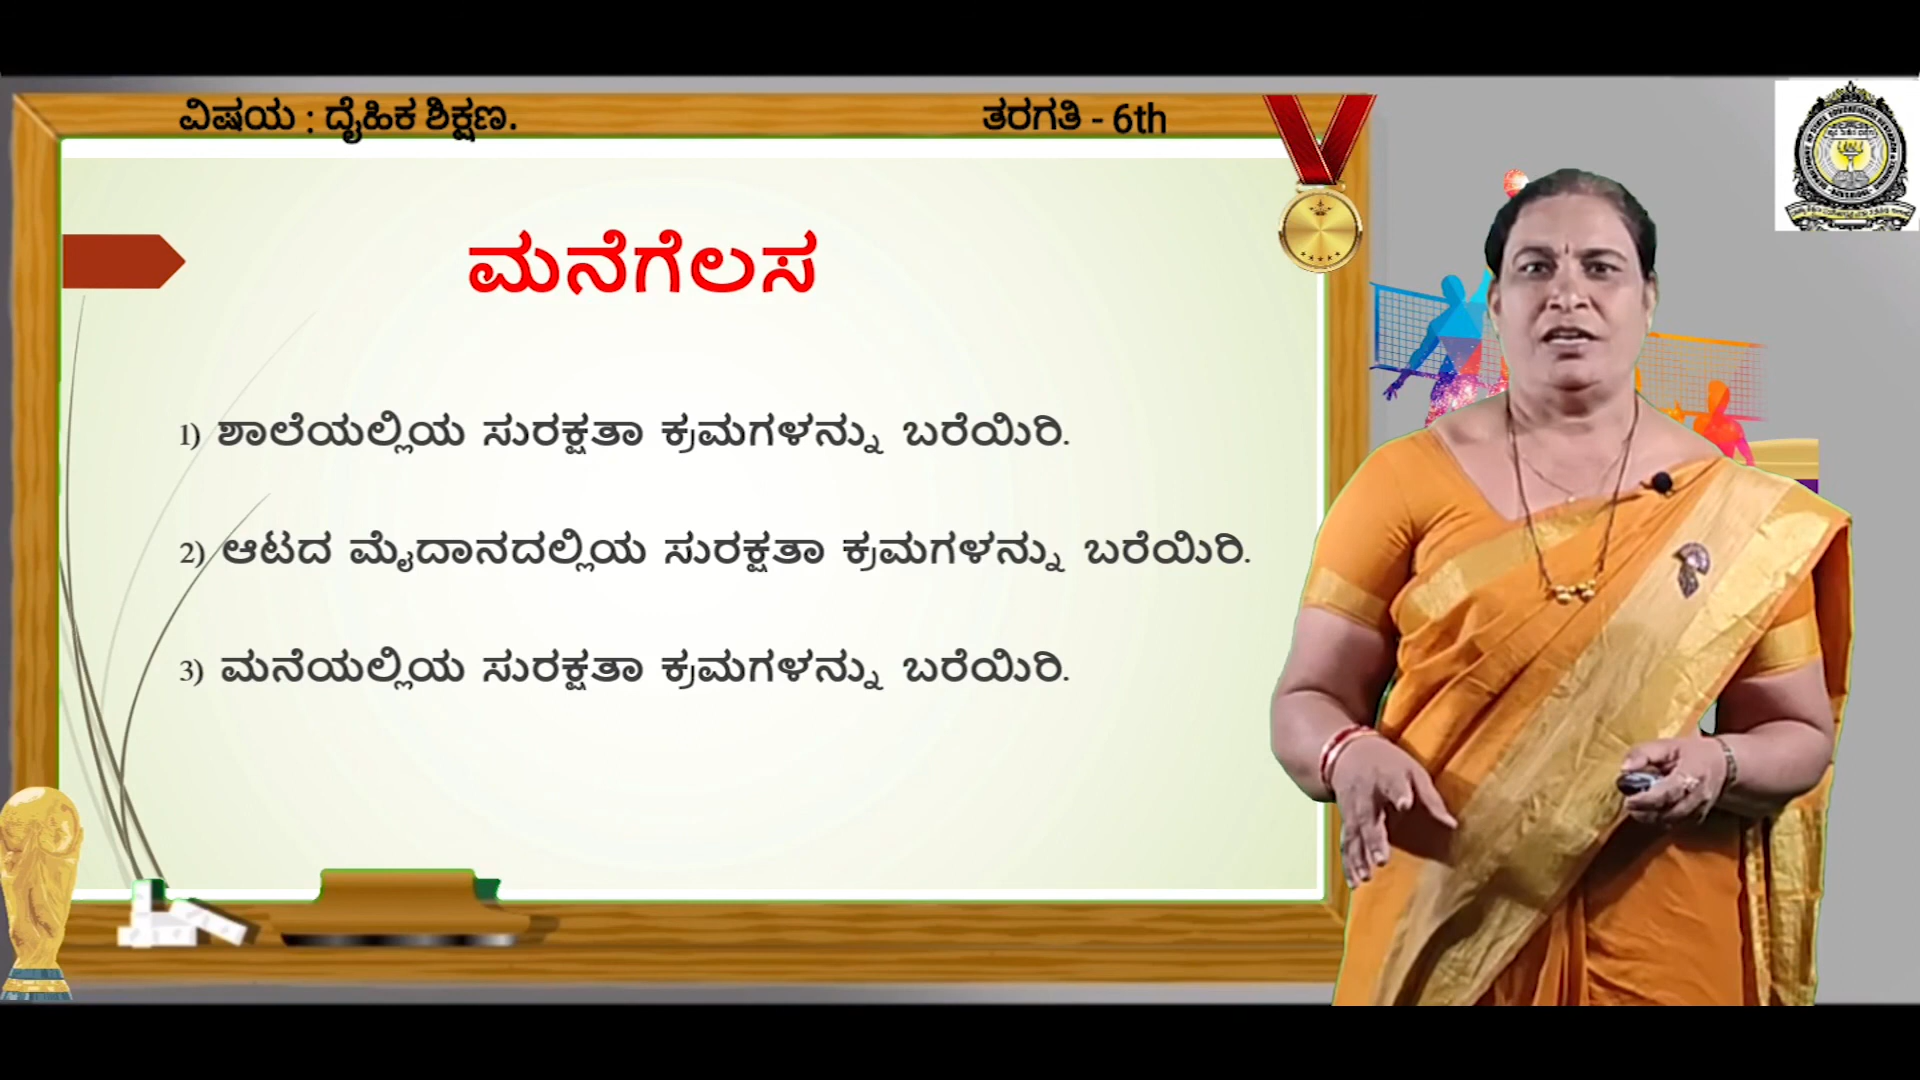 ವಿಷಯ : ದೈಹಿಕ ಶಿಕ್ಷಣ.
ತರಗತಿ - 6th
ಮನೆಗೆಲಸ
1) ಶಾಲೆಯಲ್ಲಿಯ ಸುರಕ್ಷತಾ ಕ್ರಮಗಳನ್ನು ಬರೆಯಿರಿ.
2) ಆಟದ ಮೈದಾನದಲ್ಲಿಯ ಸುರಕ್ಷತಾ ಕ್ರಮಗಳನ್ನು ಬರೆಯಿರಿ.
3) ಮನೆಯಲ್ಲಿಯ ಸುರಕ್ಷತಾ ಕ್ರಮಗಳನ್ನು ಬರೆಯಿರಿ.